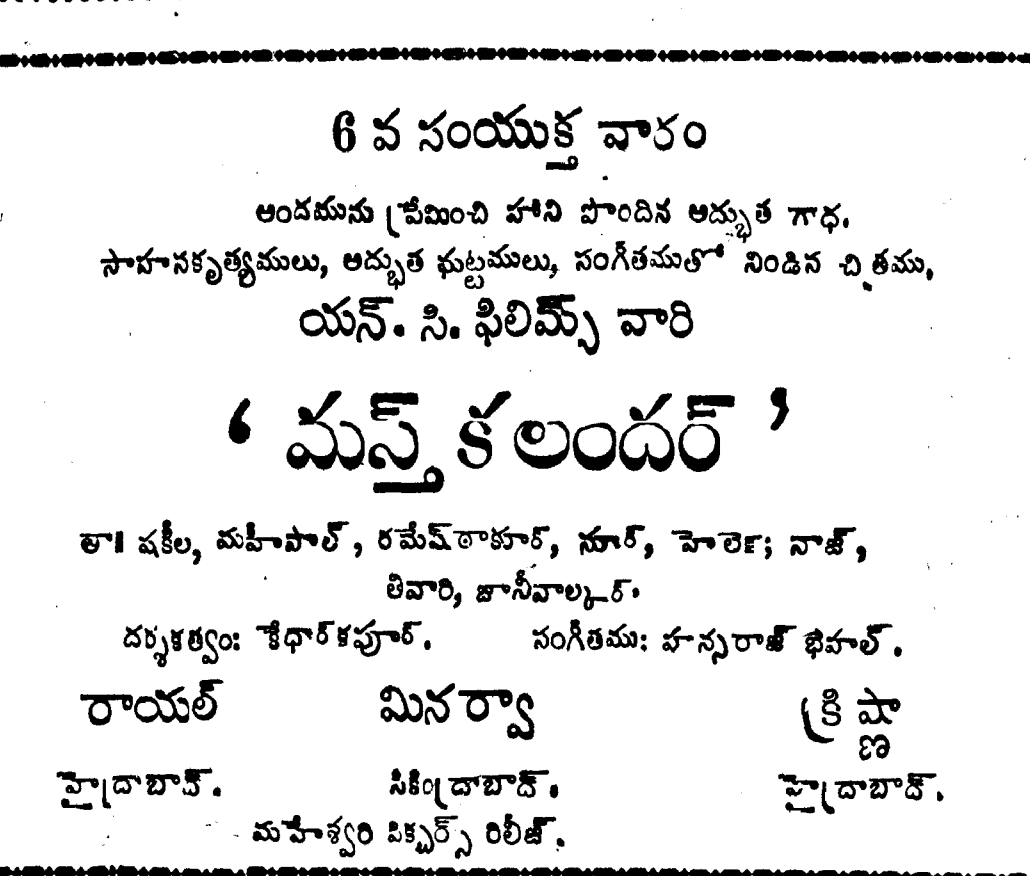 6 వ సంయుక్త వారం
అందమును ప్రేమించి హాని పొందిన అద్భుత గాధ.
సాహసకృత్యములు, అద్భుత ఘట్టములు, సంగీతముతో నిండిన చిత్రము,
యన్. సి. ఫిలిమ్స్ వారి
‘ మస్త్ కలందర్ ’
తా॥ షకీల, మహీపాల్, రమేష్‌ఠాకూర్, నూర్, హెలెన్; నాజ్,
తివారి, జానీవాల్కర్.
దర్శకత్వం: కేధార్ కపూర్. సంగీతము: హన్సరాజ్ భెహల్.
రాయల్ మినర్వా క్రిష్ణా
హైద్రాబాద్. సికింద్రాబాద్. హైద్రాబాద్.
మహేశ్వరి పిక్చర్స్ రిలీజ్.